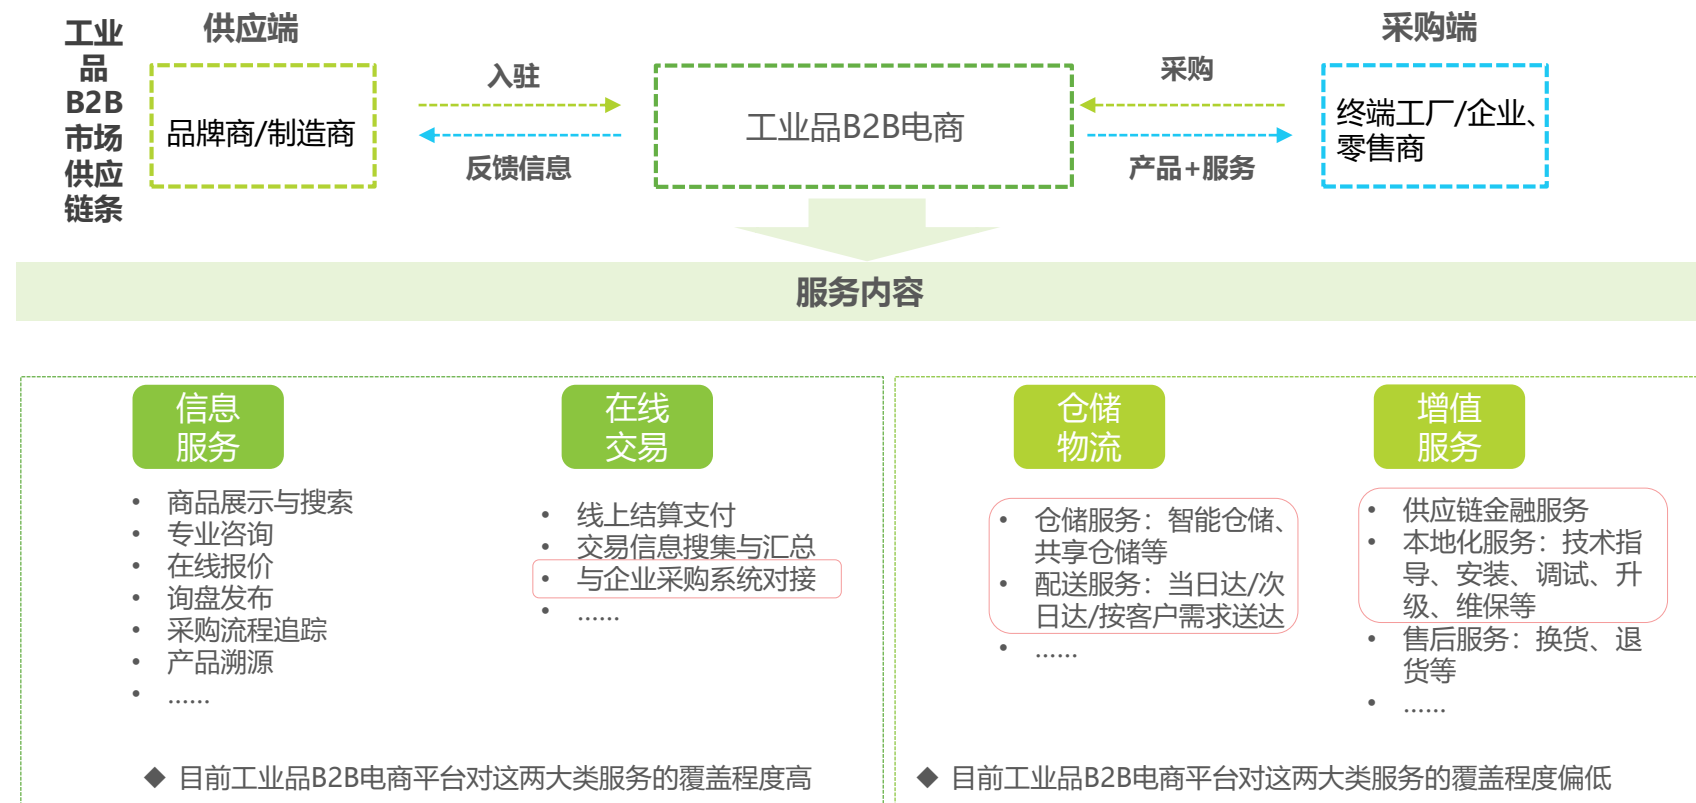 工业
品
B2B
市场
供应
链条
供应端
采购端
品牌商/制造商
入驻
反馈信息
工业品B2B电商
采购
产品+服务
终端工厂/企业、
零售商
服务内容
信息
服务
• 商品展示与搜索
• 专业咨询
• 在线报价
• 询盘发布
• 采购流程追踪
• 产品溯源
• ……
在线
交易
• 线上结算支付
• 交易信息搜集与汇总
• 与企业采购系统对接
• ……
◆ 目前工业品B2B电商平台对这两大类服务的覆盖程度高
仓储
物流
• 仓储服务：智能仓储、
共享仓储等
• 配送服务：当日达/次
日达/按客户需求送达
• ……
增值
服务
• 供应链金融服务
• 本地化服务：技术指
导、安装、调试、升
级、维保等
• 售后服务：换货、退
货等
• ……
◆ 目前工业品B2B电商平台对这两大类服务的覆盖程度偏低